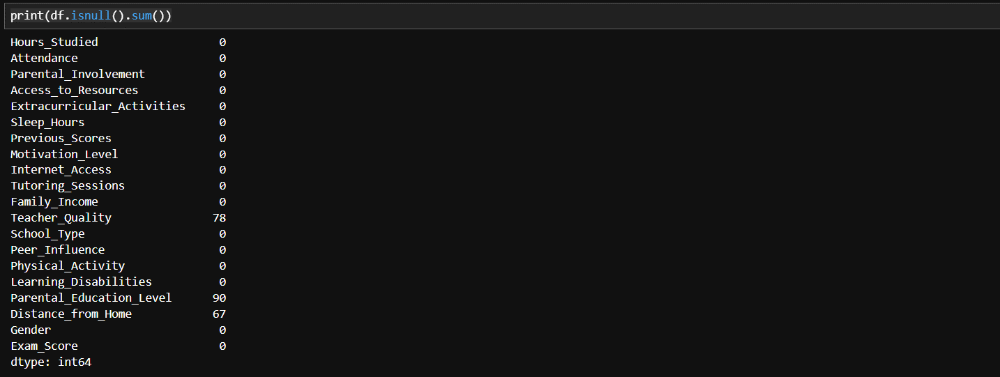 print(df.isnull().sum())
Hours_Studied 0
Attendance 0
Parental_Involvement 0
Access_to_Resources 0
Extracurricular_Activities 0
Sleep_Hours 0
Previous_Scores 0
Motivation_Level 0
Internet_Access 0
Tutoring_Sessions 0
Family_Income 0
Teacher_Quality 78
School_Type 0
Peer_Influence 0
Physical_Activity 0
Learning_Disabilities 0
Parental_Education_Level 90
Distance_from_Home 67
Gender 0
Exam_Score 0
dtype: int64